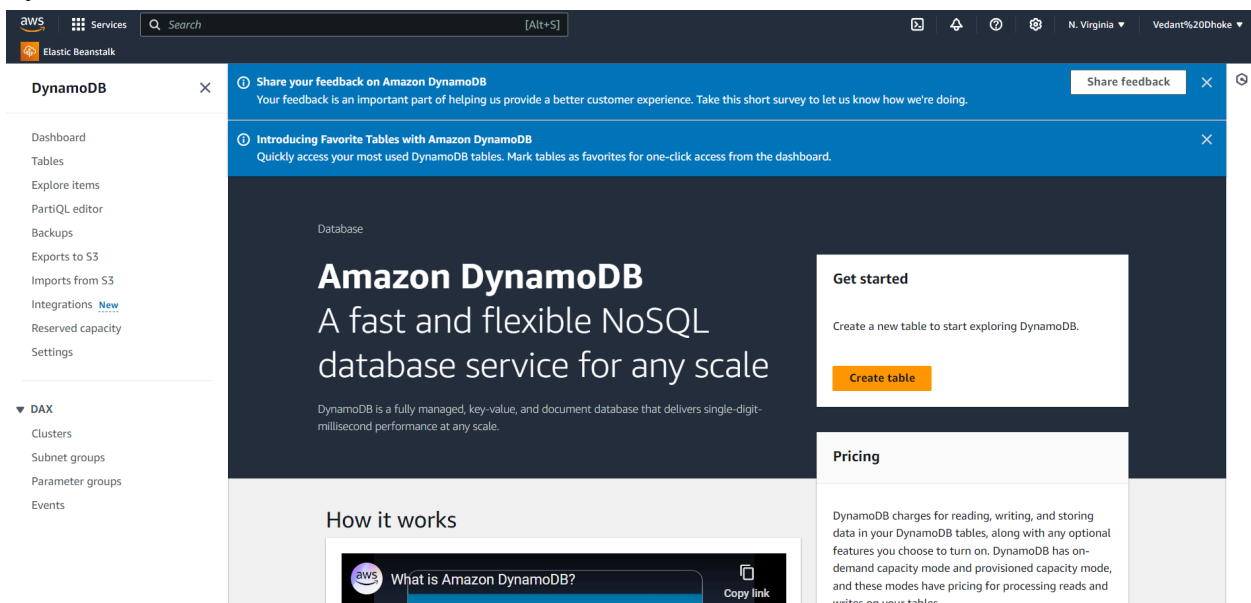 aws
Services
Search
[Alt+S]
N. Virginia
Vedant%20Dhoke
Elastic Beanstalk
DynamoDB
Dashboard
Tables
Explore items
PartiQL editor
Backups
Exports to S3
Imports from S3
Integrations New
Reserved capacity
Settings
DAX
Clusters
Subnet groups
Parameter groups
Events
Share your feedback on Amazon DynamoDB
Your feedback is an important part of helping us provide a better customer experience. Take this short survey to let us know how we're doing.
Share feedback
Introducing Favorite Tables with Amazon DynamoDB
Quickly access your most used DynamoDB tables. Mark tables as favorites for one-click access from the dashboard.
Database
Amazon DynamoDB
A fast and flexible NoSQL
database service for any scale
DynamoDB is a fully managed, key-value, and document database that delivers single-digit-
millisecond performance at any scale.
Get started
Create a new table to start exploring DynamoDB.
Create table
Pricing
DynamoDB charges for reading, writing, and storing
data in your DynamoDB tables, along with any optional
features you choose to turn on. DynamoDB has on-
demand capacity mode and provisioned capacity mode,
and these modes have pricing for processing reads and
writes on your tables.
How it works
aws
What is Amazon DynamoDB?
Copy link